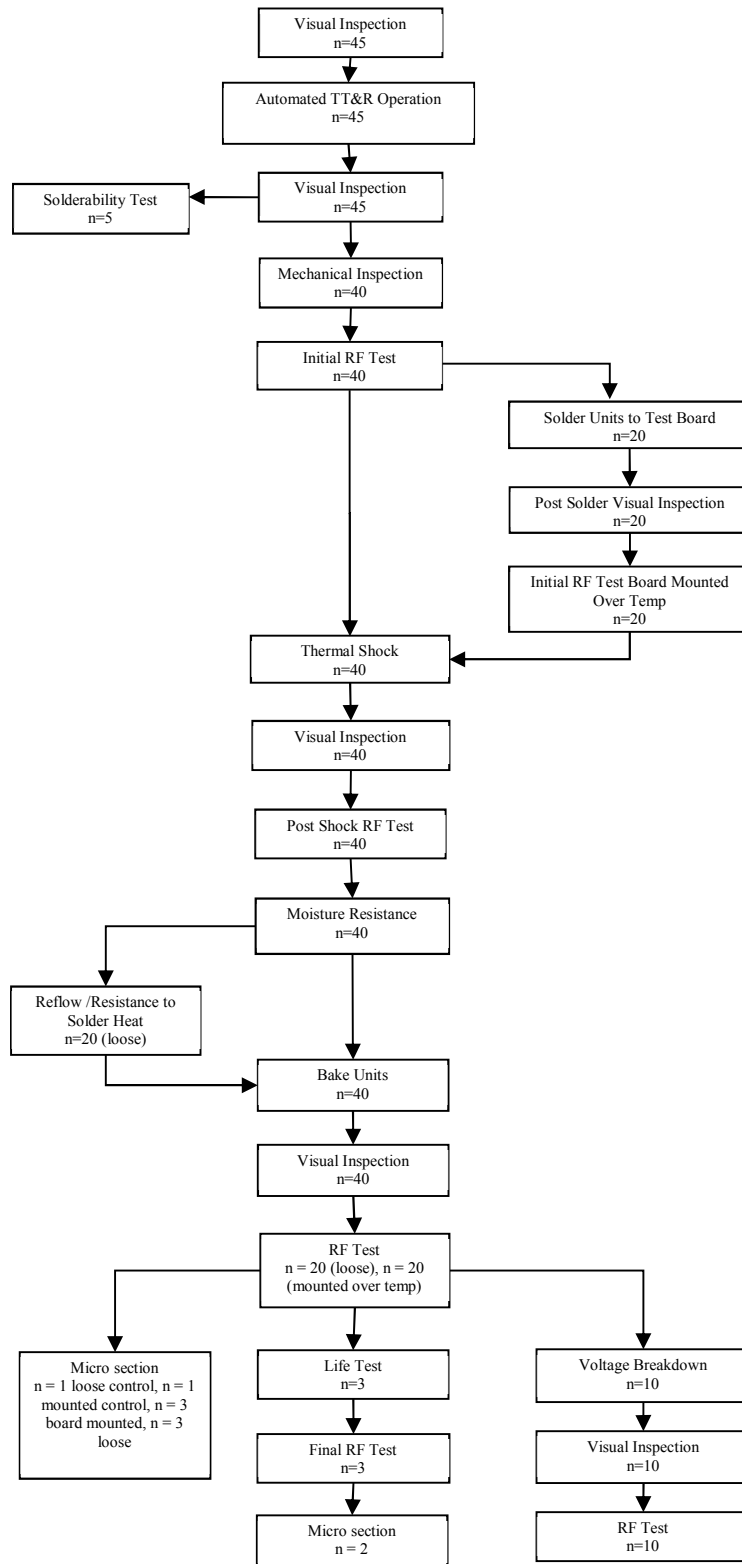 Visual Inspection
n=45
Automated TT&R Operation
n=45
Visual Inspection
n=45
Solderability Test
n=5
Mechanical Inspection
n=40
Initial RF Test
n=40
Solder Units to Test Board
n=20
Post Solder Visual Inspection
n=20
Initial RF Test Board Mounted
Over Temp
n=20
Thermal Shock
n=40
Visual Inspection
n=40
Post Shock RF Test
n=40
Moisture Resistance
n=40
Reflow /Resistance to
Solder Heat
n=20 (loose)
Bake Units
n=40
Visual Inspection
n=40
RF Test
n = 20 (loose), n = 20
(mounted over temp)
Micro section
n = 1 loose control, n = 1
mounted control, n = 3
board mounted, n = 3
loose
Life Test
n=3
Final RF Test
n=3
Micro section
n = 2
Voltage Breakdown
n=10
Visual Inspection
n=10
RF Test
n=10